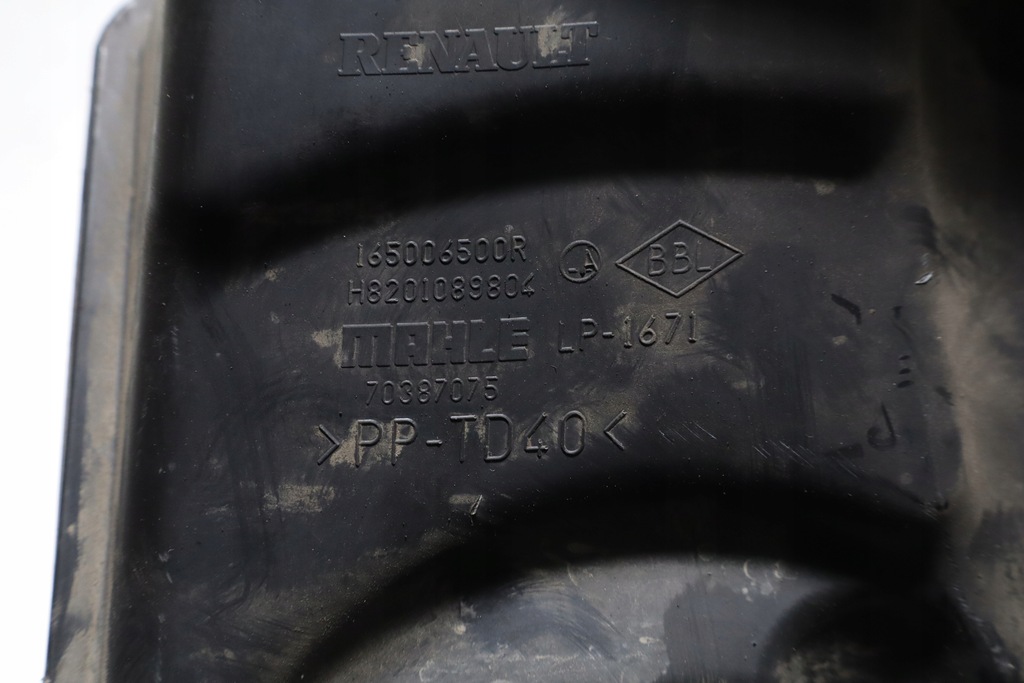 RENAULT
165006500R
BBL
H8201089804
MAHLE LP-1671
70387075
>PP-TD40<